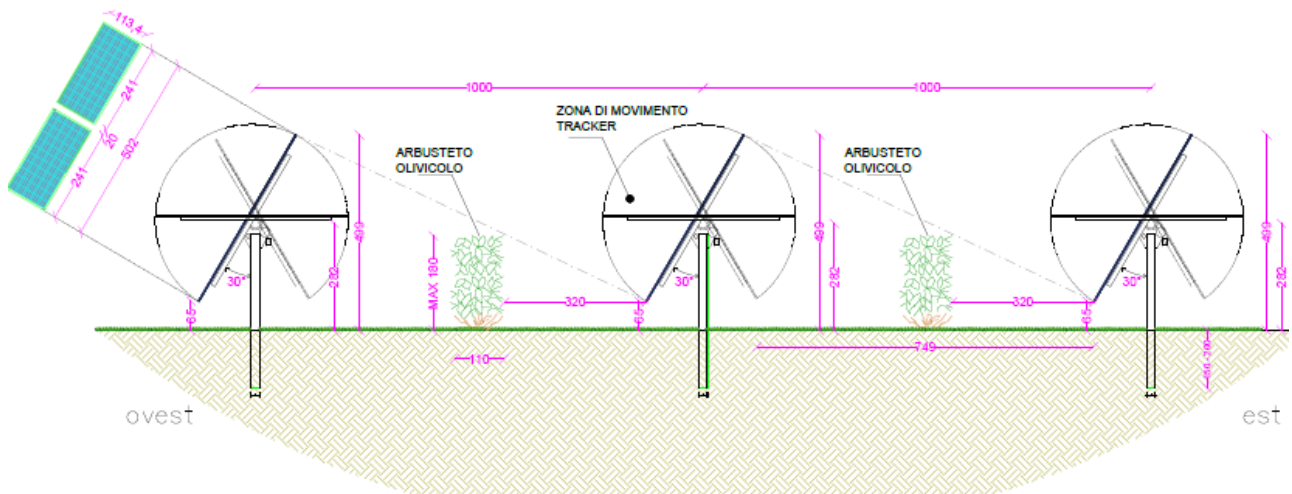 113,4
241
20
241
502
1000
1000
ZONA DI MOVIMENTO
TRACKER
ARBUSTETO
OLIVICOLO
ARBUSTETO
OLIVICOLO
499
499
499
282
282
282
MAX 180
30°
30°
30°
320
320
65
65
65
110
749
ovest
est